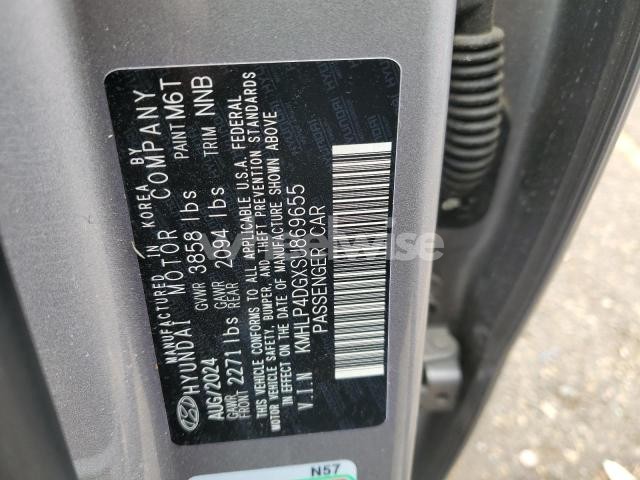 MANUFACTURED IN KOREA BY
HYUNDAI MOTOR COMPANY
AUG/2024 GVWR 3858 lbs PAINT M6T
GAWR FRONT 2271 lbs GAWR REAR 2094 lbs TRIM NNB
THIS VEHICLE CONFORMS TO ALL APPLICABLE U.S.A. FEDERAL
MOTOR VEHICLE SAFETY, BUMPER, AND THEFT PREVENTION STANDARDS
IN EFFECT ON THE DATE OF MANUFACTURE SHOWN ABOVE
V.I.N KMHLP4DGXSU869655
PASSENGER CAR
N57